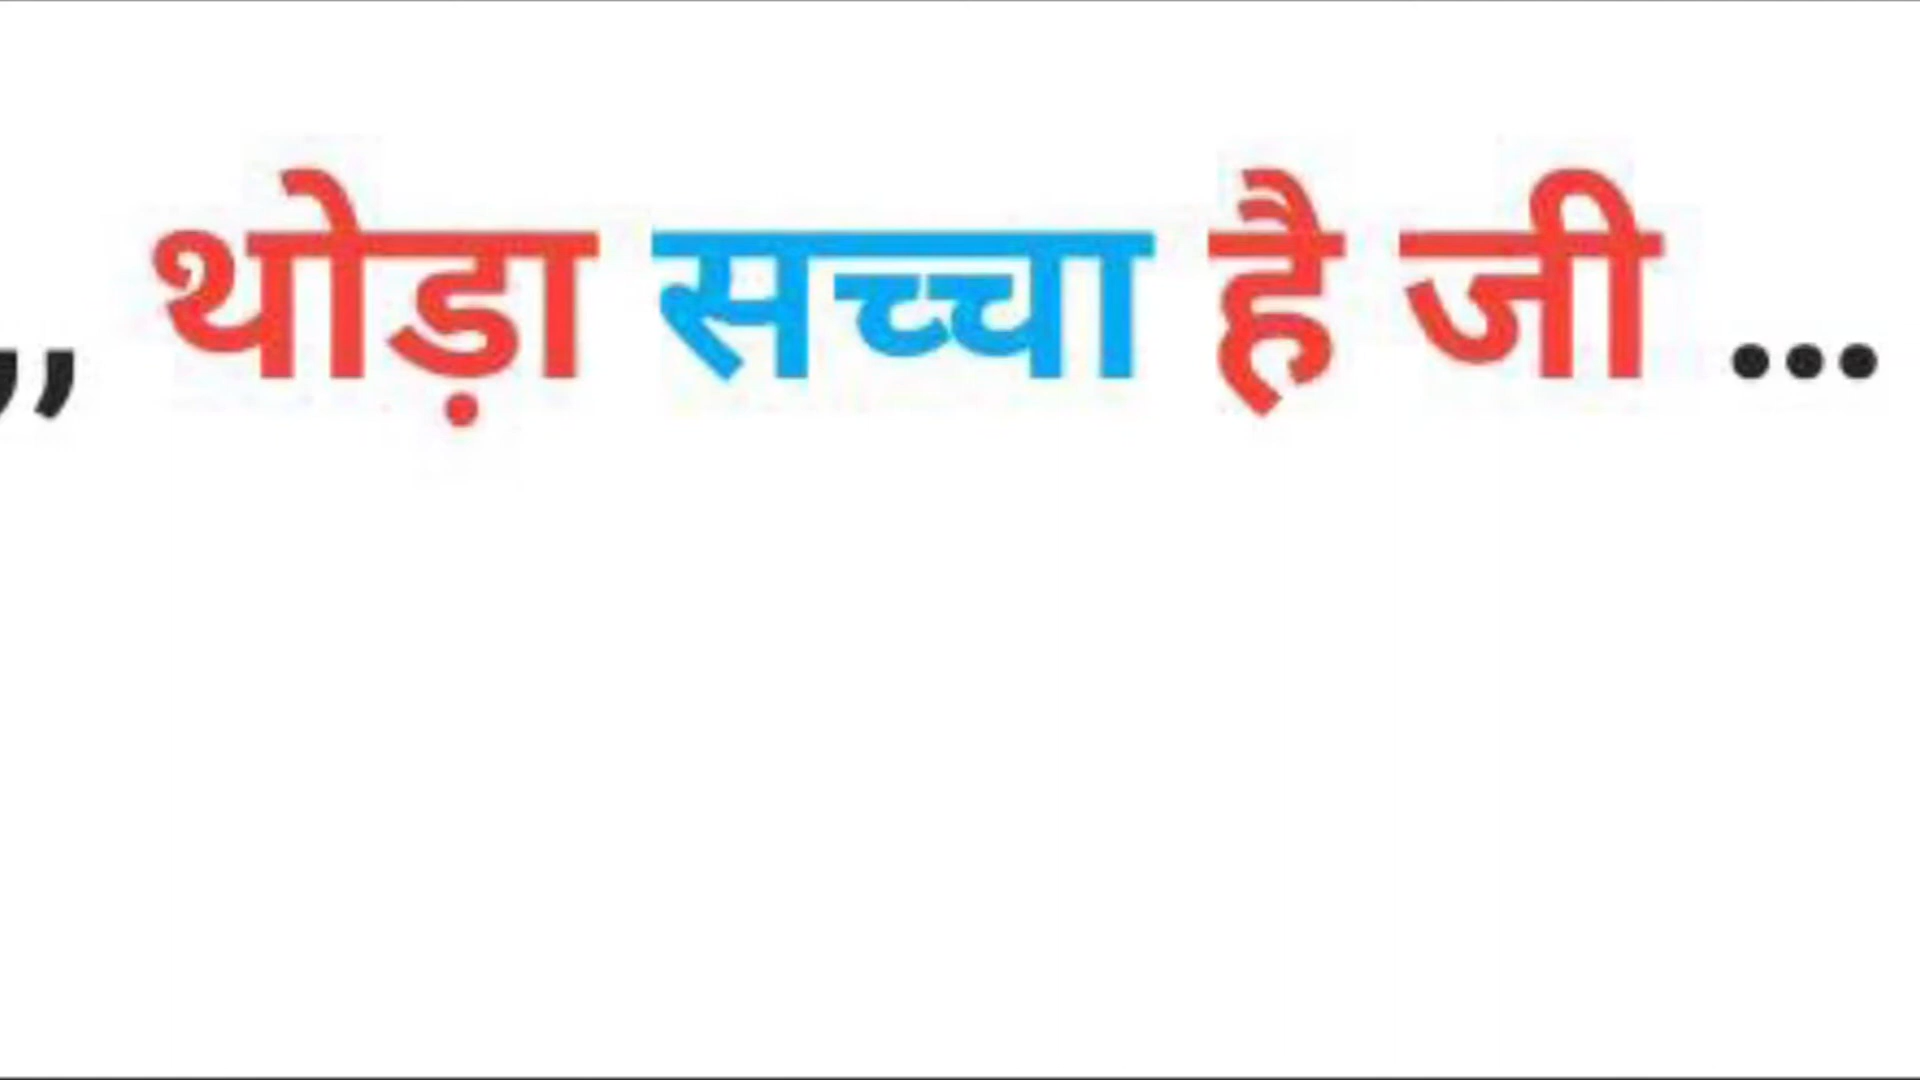 ,, थोड़ा सच्चा है जी ...